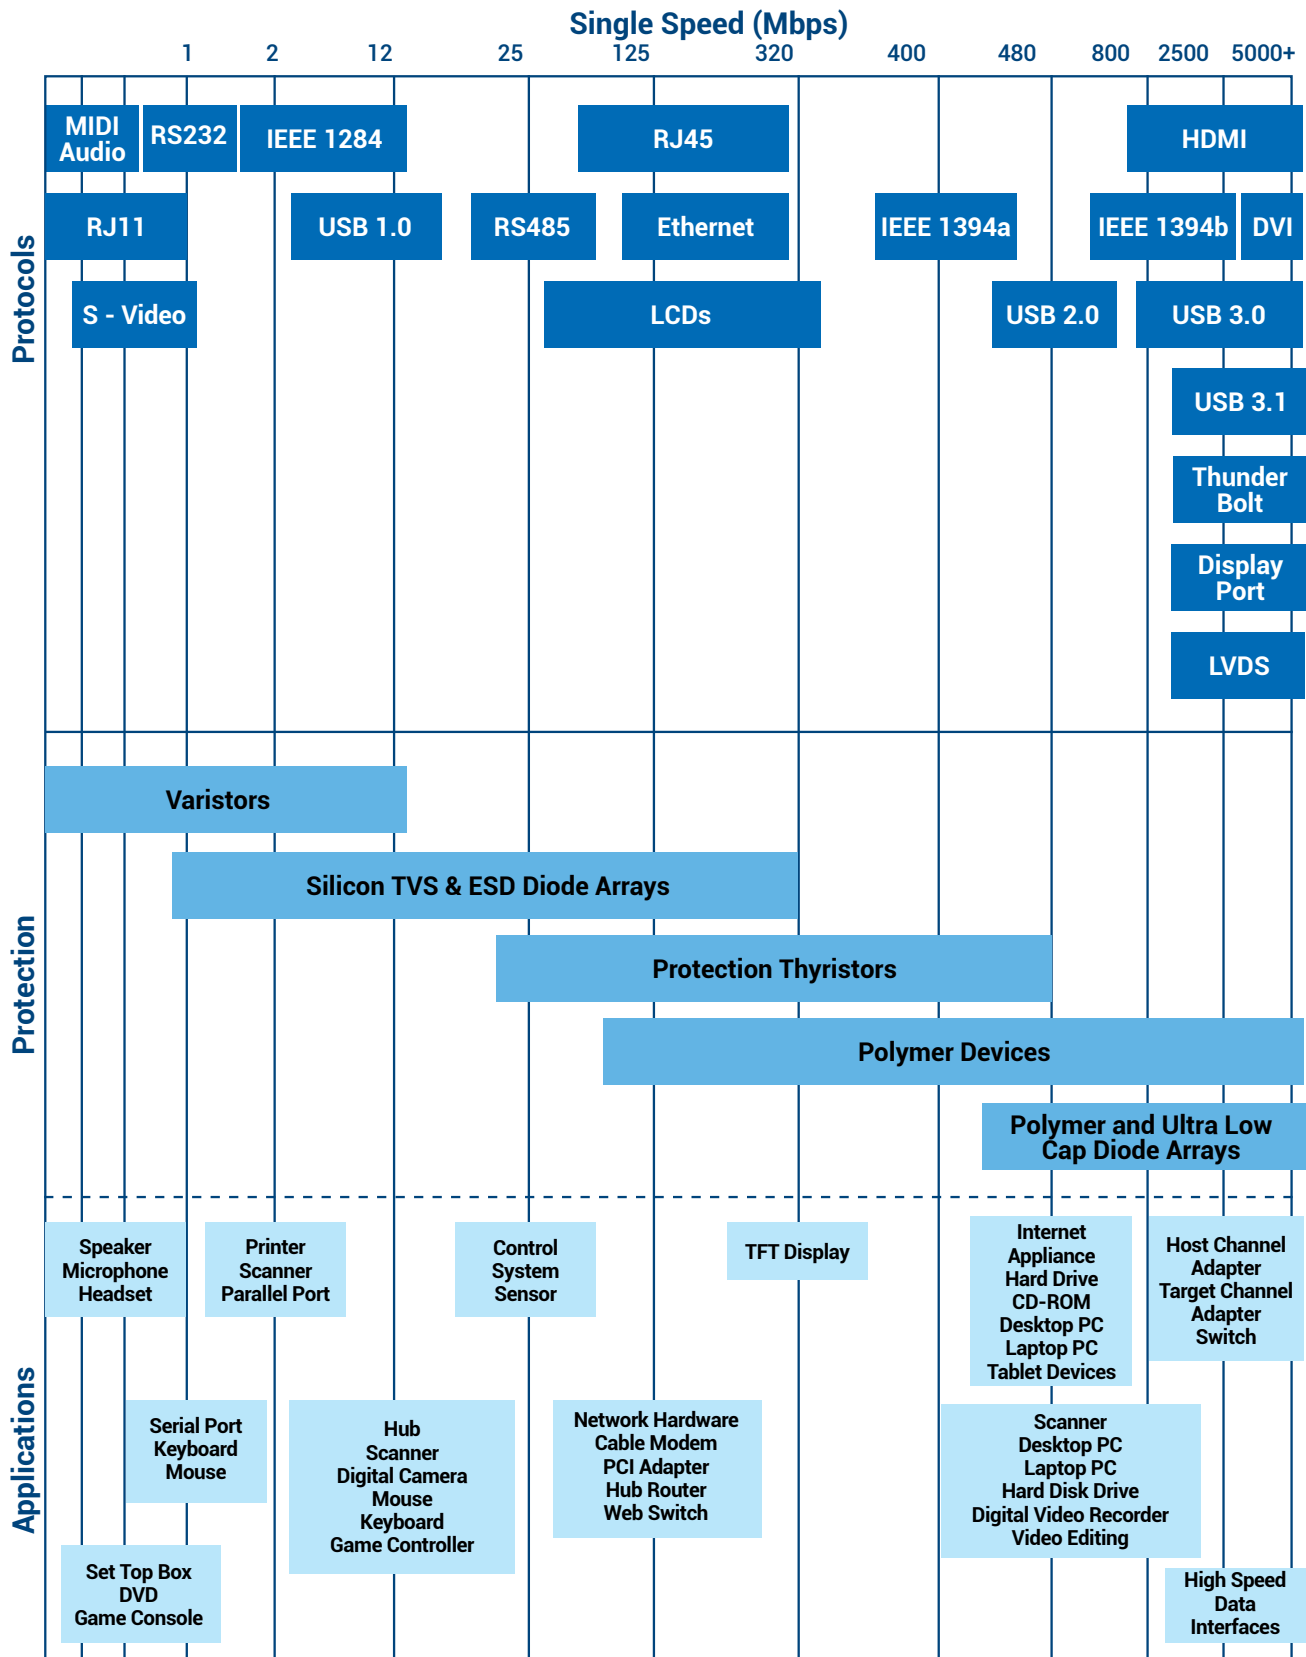 Single Speed (Mbps)
1 2 12 25 125 320 400 480 800 2500 5000+
Protocols
MIDI
Audio
RS232
IEEE 1284
RJ45
HDMI
RJ11
USB 1.0
RS485
Ethernet
IEEE 1394a
IEEE 1394b
DVI
S - Video
LCDs
USB 2.0
USB 3.0
USB 3.1
Thunder
Bolt
Display
Port
LVDS
Protection
Varistors
Silicon TVS & ESD Diode Arrays
Protection Thyristors
Polymer Devices
Polymer and Ultra Low
Cap Diode Arrays
Applications
Speaker
Microphone
Headset
Printer
Scanner
Parallel Port
Control
System
Sensor
TFT Display
Internet
Appliance
Hard Drive
CD-ROM
Desktop PC
Laptop PC
Tablet Devices
Host Channel
Adapter
Target Channel
Adapter
Switch
Serial Port
Keyboard
Mouse
Hub
Scanner
Digital Camera
Mouse
Keyboard
Game Controller
Network Hardware
Cable Modem
PCI Adapter
Hub Router
Web Switch
Scanner
Desktop PC
Laptop PC
Hard Disk Drive
Digital Video Recorder
Video Editing
Set Top Box
DVD
Game Console
High Speed
Data
Interfaces